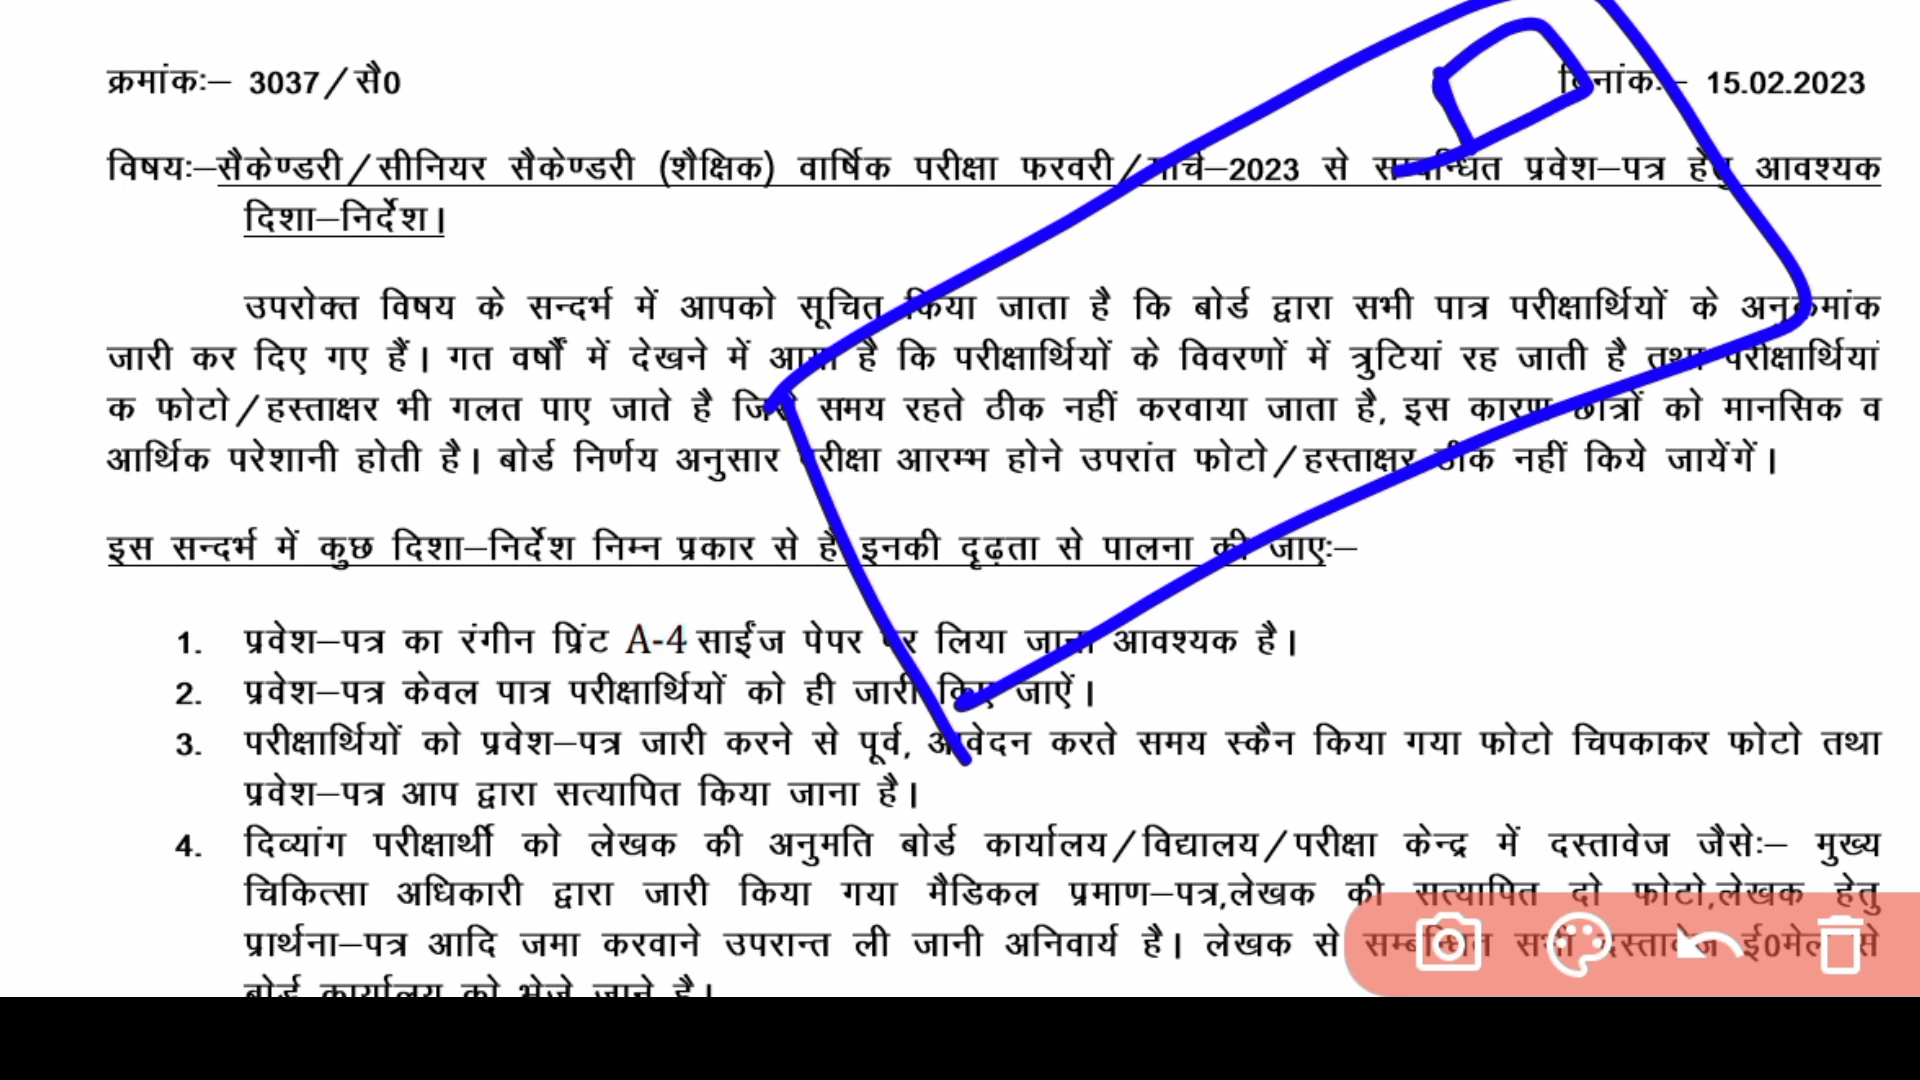 क्रमांकः– 3037/सै0 दिनांकः– 15.02.2023
विषयः–सैकेण्डरी/सीनियर सैकेण्डरी (शैक्षिक) वार्षिक परीक्षा फरवरी/मार्च–2023 से सम्बन्धित प्रवेश–पत्र हेतु आवश्यक
दिशा–निर्देश।
उपरोक्त विषय के सन्दर्भ में आपको सूचित किया जाता है कि बोर्ड द्वारा सभी पात्र परीक्षार्थियों के अनुक्रमांक
जारी कर दिए गए हैं। गत वर्षों में देखने में आया है कि परीक्षार्थियों के विवरणों में त्रुटियां रह जाती है तथा परीक्षार्थियां
क फोटो/हस्ताक्षर भी गलत पाए जाते है जिसे समय रहते ठीक नहीं करवाया जाता है, इस कारण छात्रों को मानसिक व
आर्थिक परेशानी होती है। बोर्ड निर्णय अनुसार परीक्षा आरम्भ होने उपरांत फोटो/हस्ताक्षर ठीक नहीं किये जायेंगें।
इस सन्दर्भ में कुछ दिशा–निर्देश निम्न प्रकार से है इनकी दृढ़ता से पालना की जाए:–
1. प्रवेश–पत्र का रंगीन प्रिंट A-4 साईज पेपर पर लिया जाना आवश्यक है।
2. प्रवेश–पत्र केवल पात्र परीक्षार्थियों को ही जारी किए जाऐं।
3. परीक्षार्थियों को प्रवेश–पत्र जारी करने से पूर्व, आवेदन करते समय स्कैन किया गया फोटो चिपकाकर फोटो तथा
प्रवेश–पत्र आप द्वारा सत्यापित किया जाना है।
4. दिव्यांग परीक्षार्थी को लेखक की अनुमति बोर्ड कार्यालय/विद्यालय/परीक्षा केन्द्र में दस्तावेज जैसेः– मुख्य
चिकित्सा अधिकारी द्वारा जारी किया गया मैडिकल प्रमाण–पत्र,लेखक की सत्यापित दो फोटो,लेखक हेतु
प्रार्थना–पत्र आदि जमा करवाने उपरान्त ली जानी अनिवार्य है। लेखक से सम्बन्धित सभी दस्तावेज ई0मेल से
बोर्ड कार्यालय को भेजे जाने है।